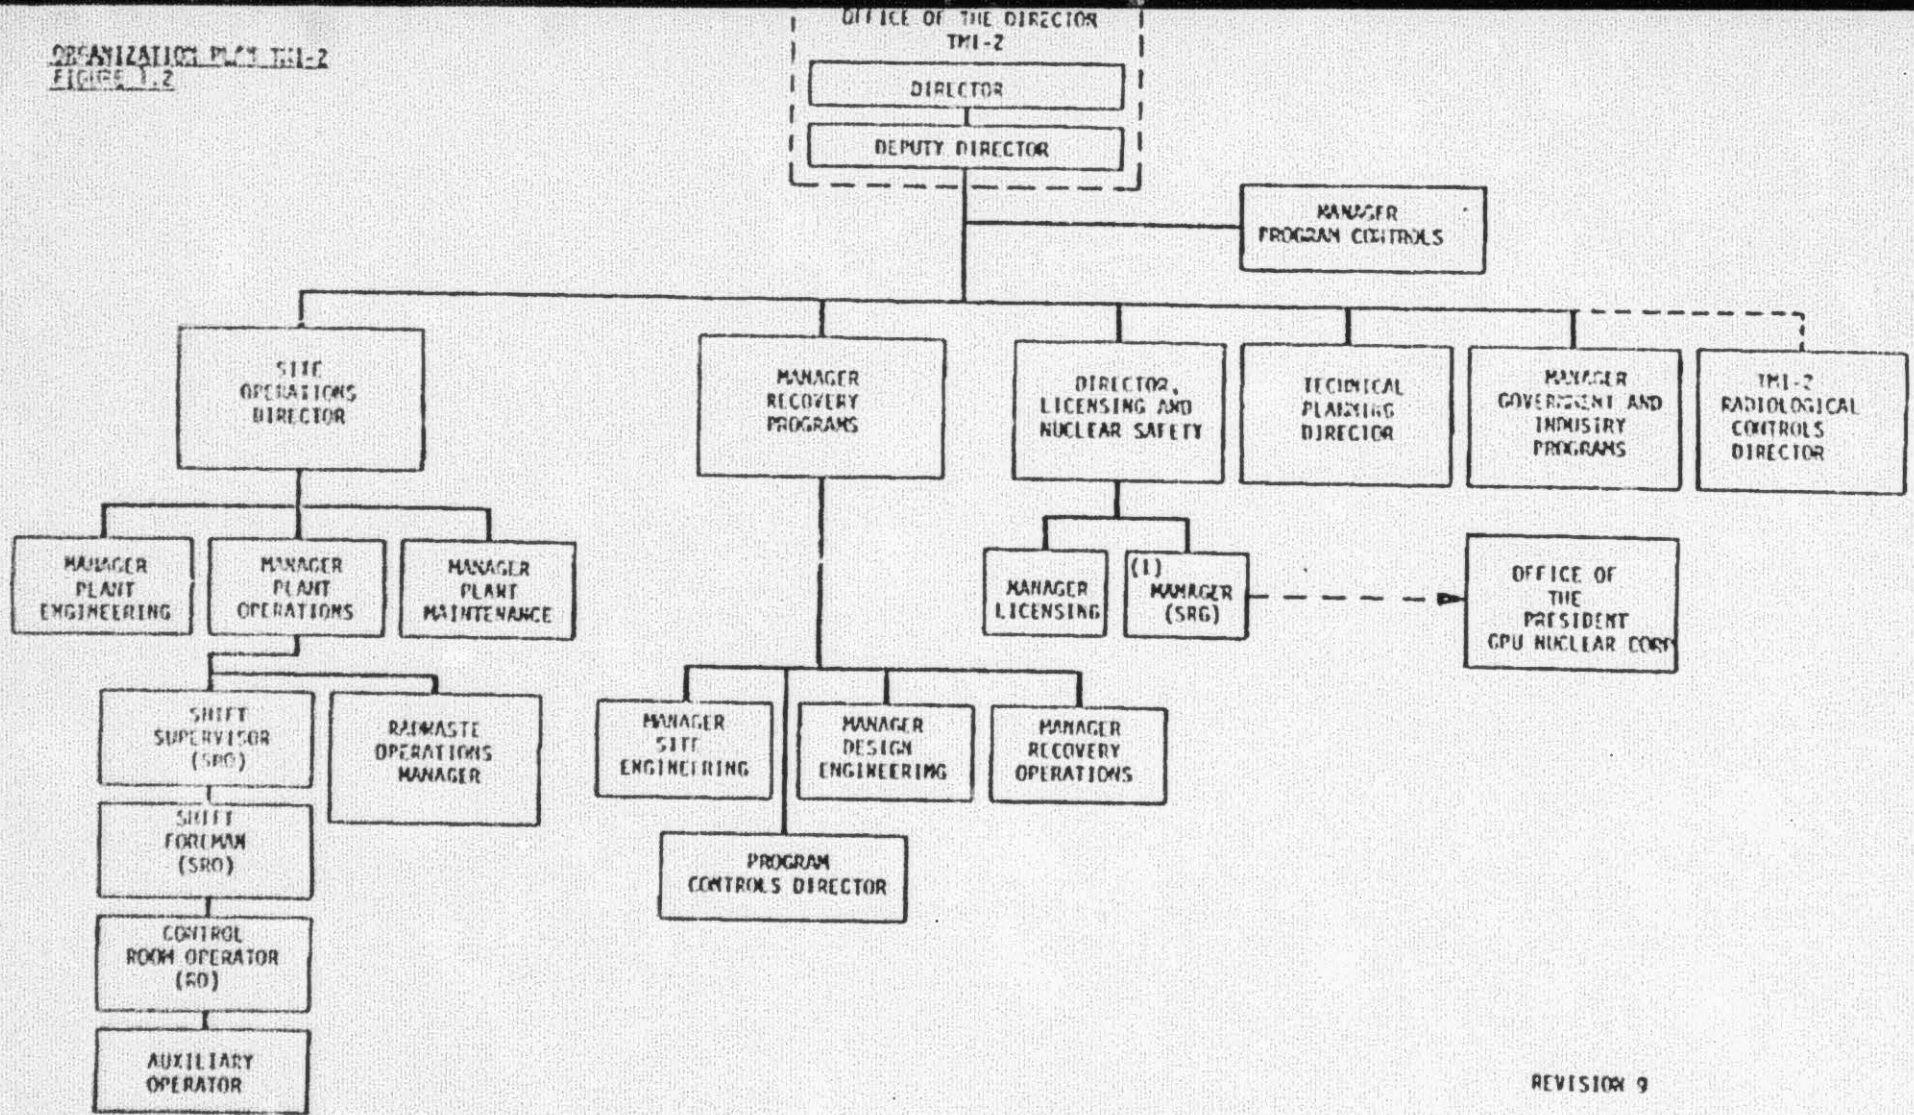 ORGANIZATION PLAN TMI-2
FIGURE 1.2
OFFICE OF THE DIRECTOR
TMI-2
DIRECTOR
DEPUTY DIRECTOR
MANAGER
PROGRAM CONTROLS
SITE
OPERATIONS
DIRECTOR
MANAGER
RECOVERY
PROGRAMS
DIRECTOR,
LICENSING AND
NUCLEAR SAFETY
TECHNICAL
PLANNING
DIRECTOR
MANAGER
GOVERNMENT AND
INDUSTRY
PROGRAMS
TMI-2
RADIOLOGICAL
CONTROLS
DIRECTOR
MANAGER
PLANT
ENGINEERING
MANAGER
PLANT
OPERATIONS
MANAGER
PLANT
MAINTENANCE
MANAGER
LICENSING
(1)
MANAGER
(SRG)
OFFICE OF
THE
PRESIDENT
GPU NUCLEAR CORP
SHIFT
SUPERVISOR
(SRO)
RADWASTE
OPERATIONS
MANAGER
MANAGER
SITE
ENGINEERING
MANAGER
DESIGN
ENGINEERING
MANAGER
RECOVERY
OPERATIONS
SHIFT
FOREMAN
(SRO)
PROGRAM
CONTROLS DIRECTOR
CONTROL
ROOM OPERATOR
(RO)
AUXILIARY
OPERATOR
REVISION 9